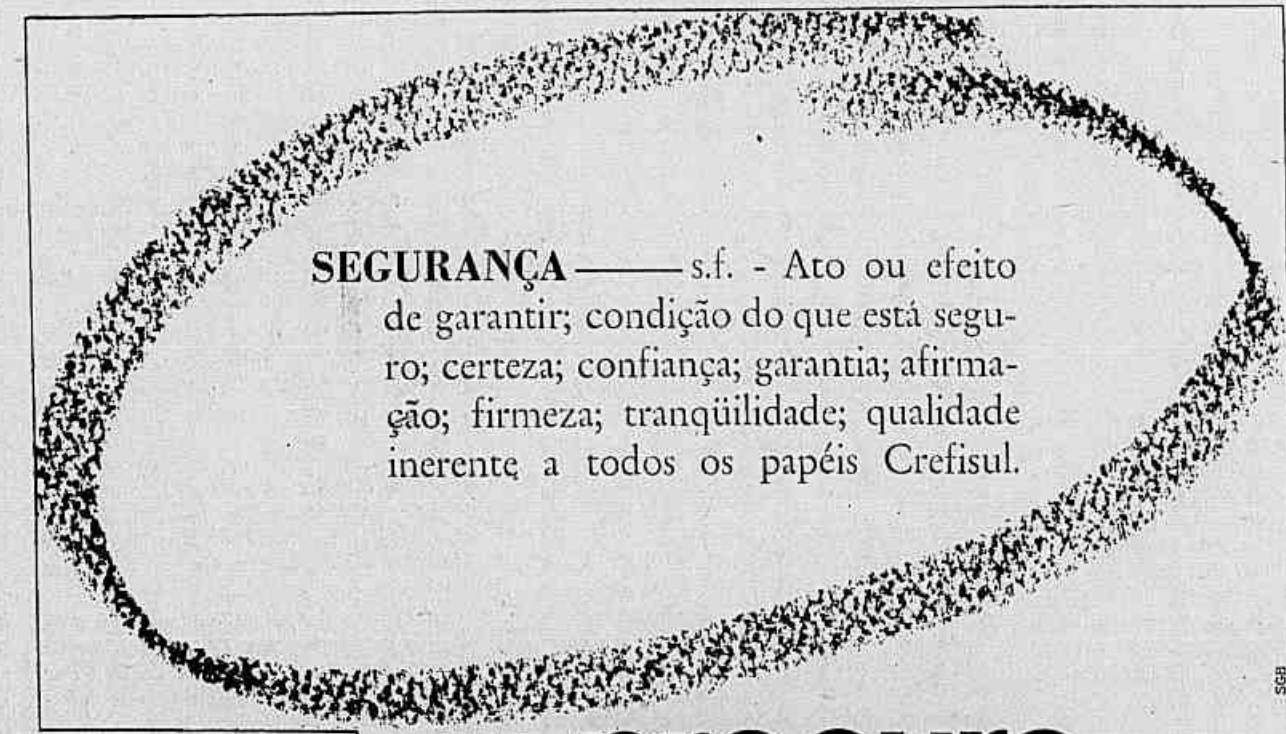 SEGURANÇA —— s.f. - Ato ou efeito
de garantir; condição do que está segu-
ro; certeza; confiança; garantia; afirma-
ção; firmeza; tranqüilidade; qualidade
inerente a todos os papéis Crefisul.
SGB